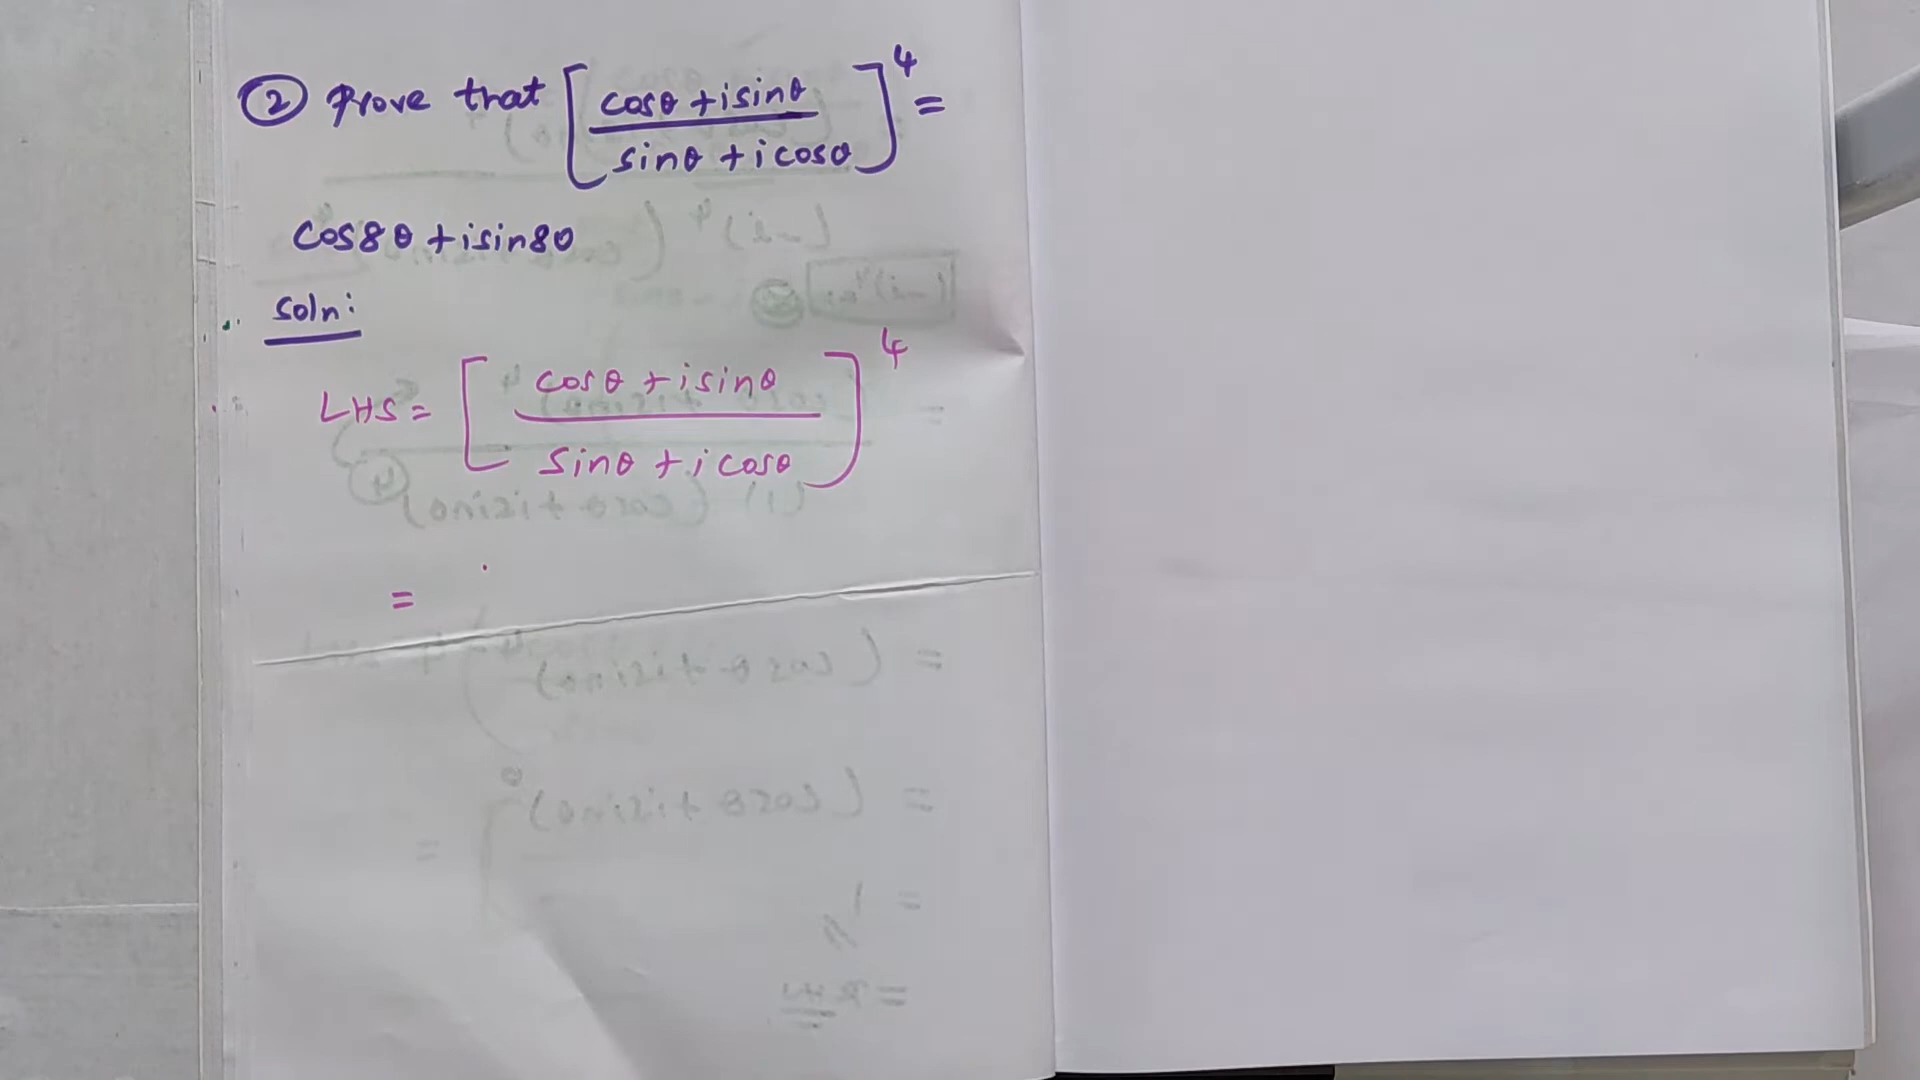 ② Prove that [cosθ + isinθ / sinθ + icosθ]⁴ =
cos8θ + isin8θ
Soln:
LHS = [cosθ + isinθ / sinθ + icosθ]⁴
=